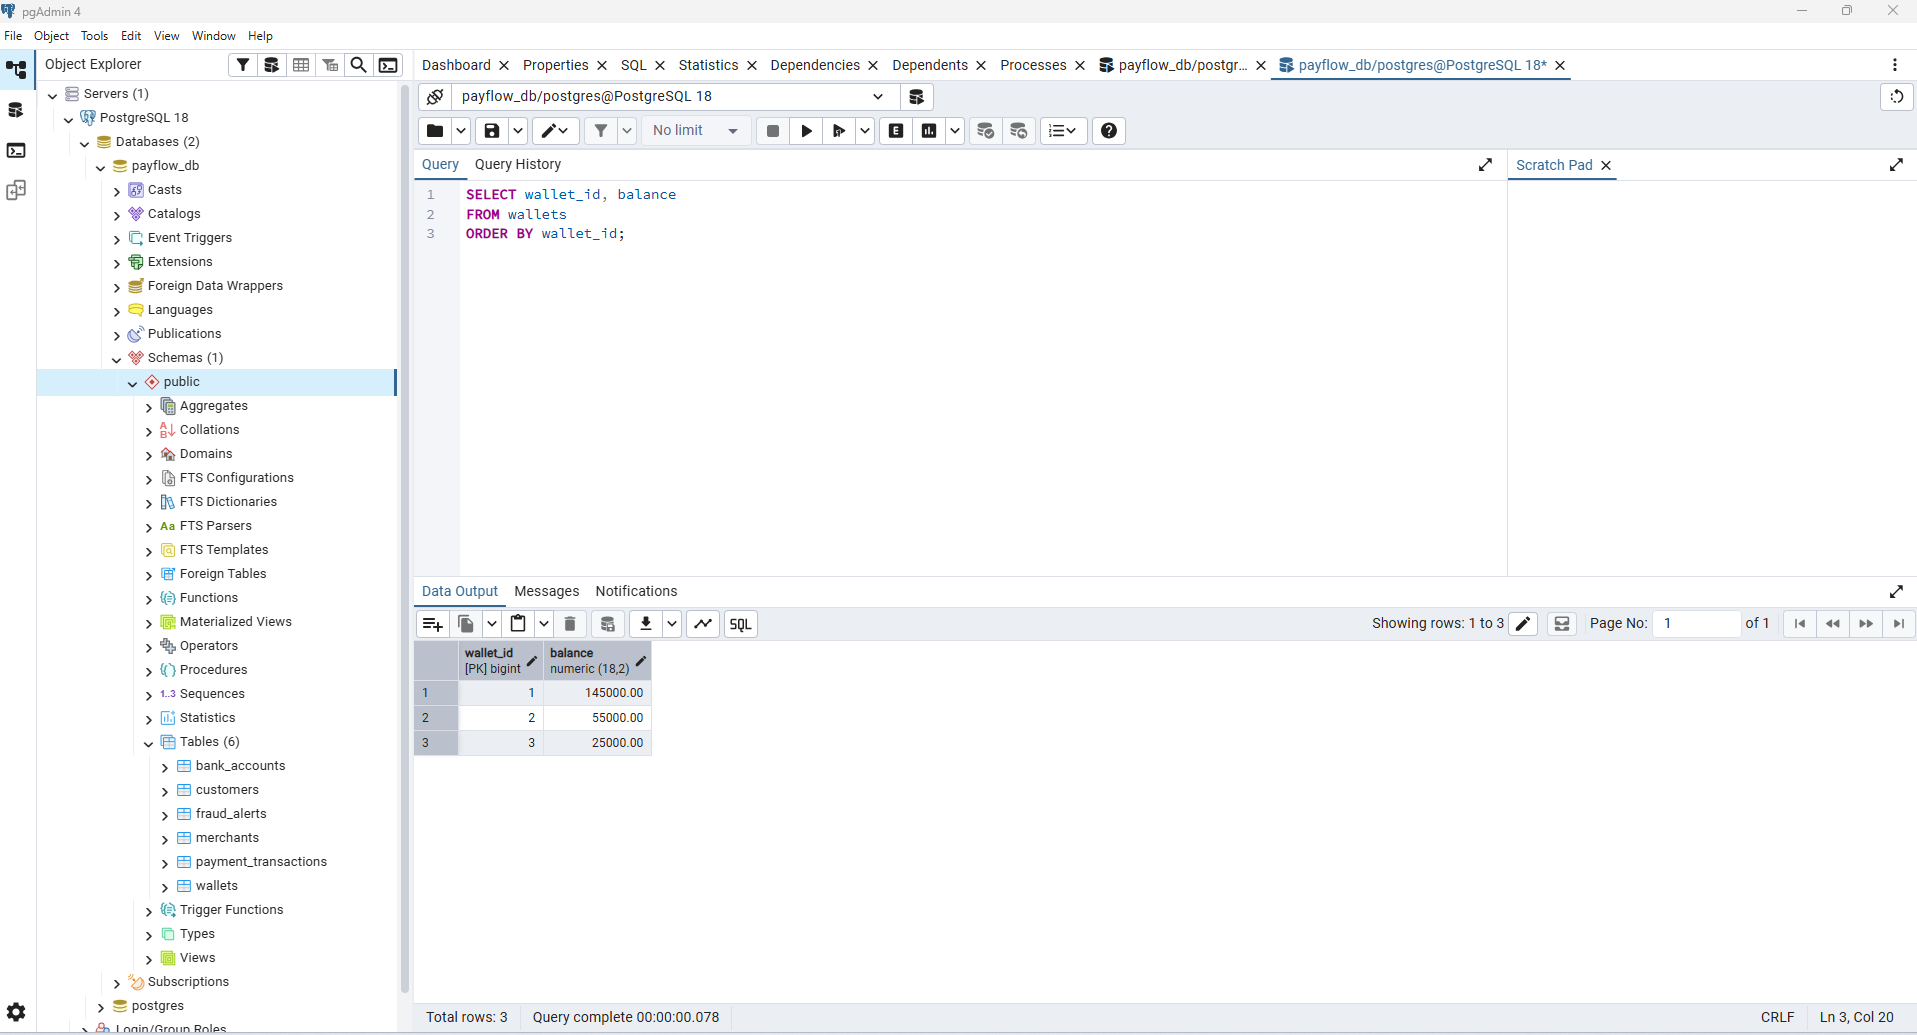 pgAdmin 4
File Object Tools Edit View Window Help
Object Explorer
Servers (1)
PostgreSQL 18
Databases (2)
payflow_db
Casts
Catalogs
Event Triggers
Extensions
Foreign Data Wrappers
Languages
Publications
Schemas (1)
public
Aggregates
Collations
Domains
FTS Configurations
FTS Dictionaries
Aa FTS Parsers
FTS Templates
Foreign Tables
Functions
Materialized Views
Operators
Procedures
1..3 Sequences
Statistics
Tables (6)
bank_accounts
customers
fraud_alerts
merchants
payment_transactions
wallets
Trigger Functions
Types
Views
Subscriptions
postgres
Login/Group Roles
Dashboard Properties SQL Statistics Dependencies Dependents Processes payflow_db/postgr... payflow_db/postgres@PostgreSQL 18*
payflow_db/postgres@PostgreSQL 18
No limit E
Query Query History
1 SELECT wallet_id, balance
2 FROM wallets
3 ORDER BY wallet_id;
Scratch Pad
Data Output Messages Notifications
SQL Showing rows: 1 to 3 Page No: 1 of 1
wallet_id balance
[PK] bigint numeric (18,2)
1 1 145000.00
2 2 55000.00
3 3 25000.00
Total rows: 3 Query complete 00:00:00.078 CRLF Ln 3, Col 20